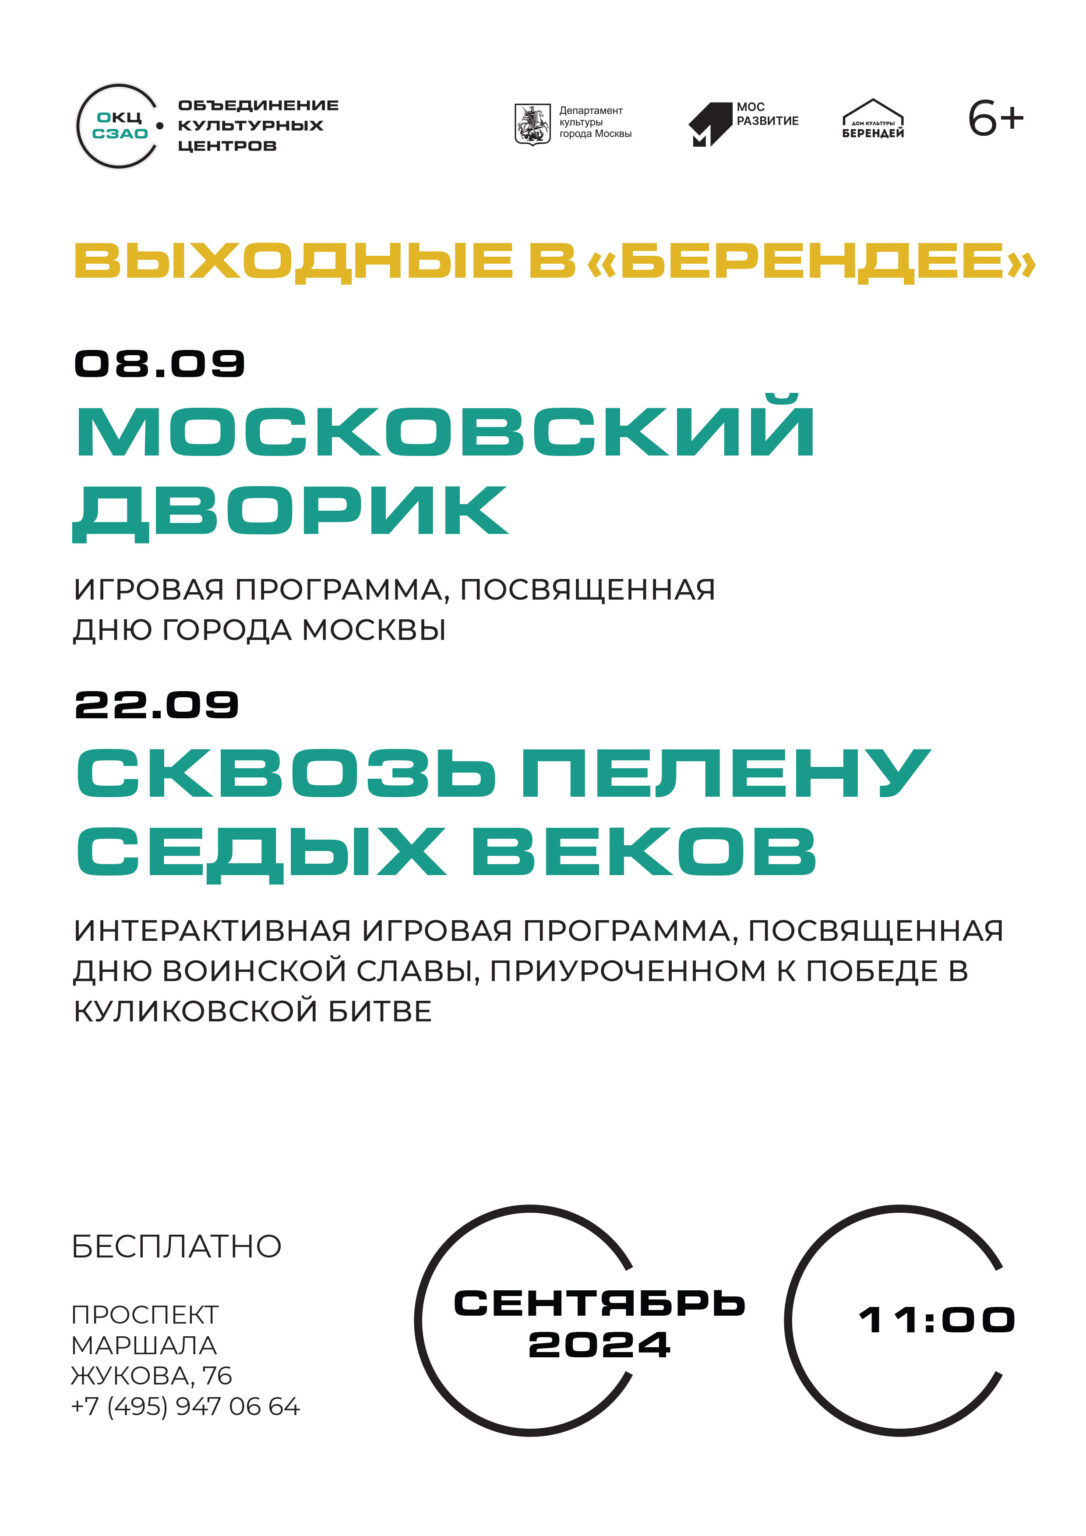 ОКЦ
СЗАО
ОБЪЕДИНЕНИЕ
КУЛЬТУРНЫХ
ЦЕНТРОВ
Департамент
культуры
города Москвы
МОС
РАЗВИТИЕ
ДОМ КУЛЬТУРЫ
БЕРЕНДЕЙ
6+
ВЫХОДНЫЕ В «БЕРЕНДЕЕ»
08.09
МОСКОВСКИЙ
ДВОРИК
ИГРОВАЯ ПРОГРАММА, ПОСВЯЩЕННАЯ
ДНЮ ГОРОДА МОСКВЫ
22.09
СКВОЗЬ ПЕЛЕНУ
СЕДЫХ ВЕКОВ
ИНТЕРАКТИВНАЯ ИГРОВАЯ ПРОГРАММА, ПОСВЯЩЕННАЯ
ДНЮ ВОИНСКОЙ СЛАВЫ, ПРИУРОЧЕННОМ К ПОБЕДЕ В
КУЛИКОВСКОЙ БИТВЕ
БЕСПЛАТНО
ПРОСПЕКТ
МАРШАЛА
ЖУКОВА, 76
+7 (495) 947 06 64
СЕНТЯБРЬ
2024
11:00